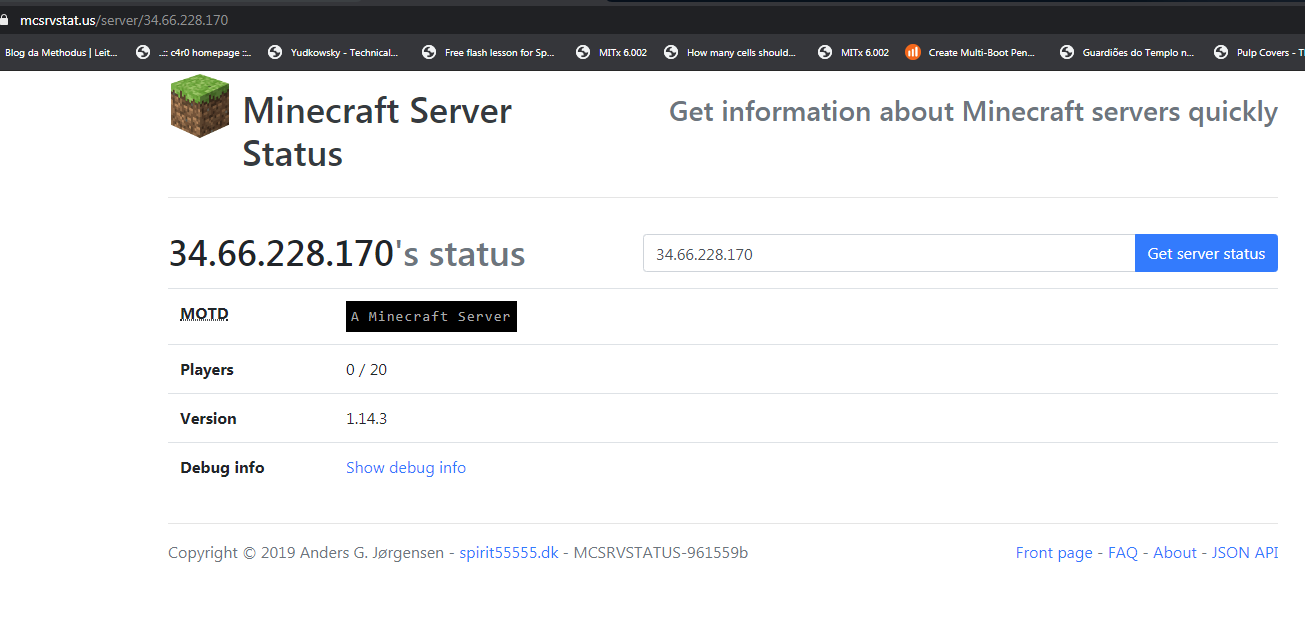 mcsrvstat.us/server/34.66.228.170
Blog da Methodus | Leit... ..:: c4r0 homepage ::.. Yudkowsky - Technical... Free flash lesson for Sp... MITx 6.002 How many cells should... MITx 6.002 Create Multi-Boot Pen... Guardiões do Templo n... Pulp Covers - T
Minecraft Server
Status
Get information about Minecraft servers quickly
34.66.228.170's status
34.66.228.170 Get server status
MOTD A Minecraft Server
Players 0 / 20
Version 1.14.3
Debug info Show debug info
Copyright © 2019 Anders G. Jørgensen - spirit55555.dk - MCSRVSTATUS-961559b Front page - FAQ - About - JSON API